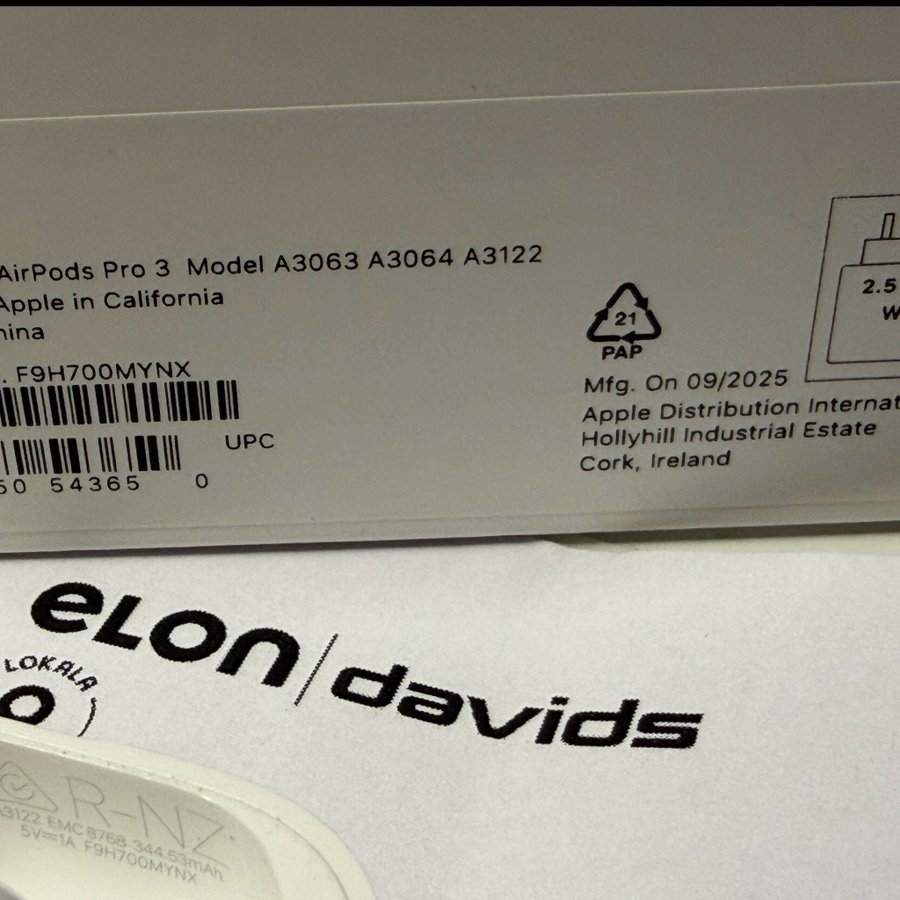 AirPods Pro 3 Model A3063 A3064 A3122
Apple in California
hina
. F9H700MYNX
UPC
50 54365 0
21
PAP
Mfg. On 09/2025
Apple Distribution Internat
Hollyhill Industrial Estate
Cork, Ireland
2.5
W
eLON|davids
LOKALA
R-NZ
A3122 EMC 8768 344.53mAh
5V⎓1A F9H700MYNX